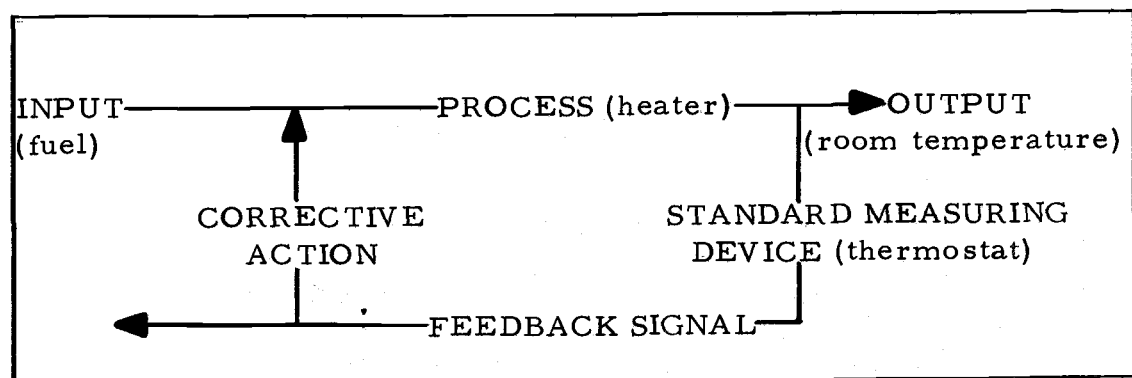 INPUT
(fuel)
PROCESS (heater)
OUTPUT
(room temperature)
CORRECTIVE
ACTION
STANDARD MEASURING
DEVICE (thermostat)
FEEDBACK SIGNAL